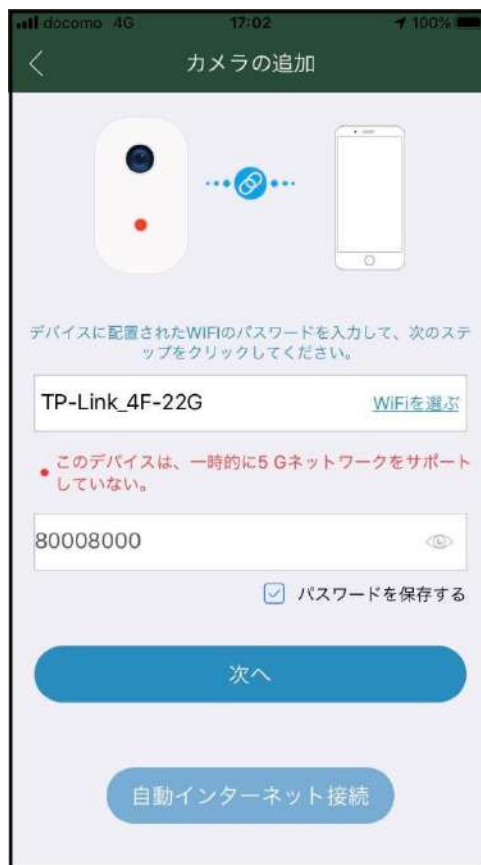 docomo 4G 17:02 100%
カメラの追加
デバイスに配置されたWIFIのパスワードを入力して、次のステ
ップをクリックしてください。
TP-Link_4F-22G WiFiを選ぶ
このデバイスは、一時的に5 Gネットワークをサポート
していない。
80008000
パスワードを保存する
次へ
自動インターネット接続